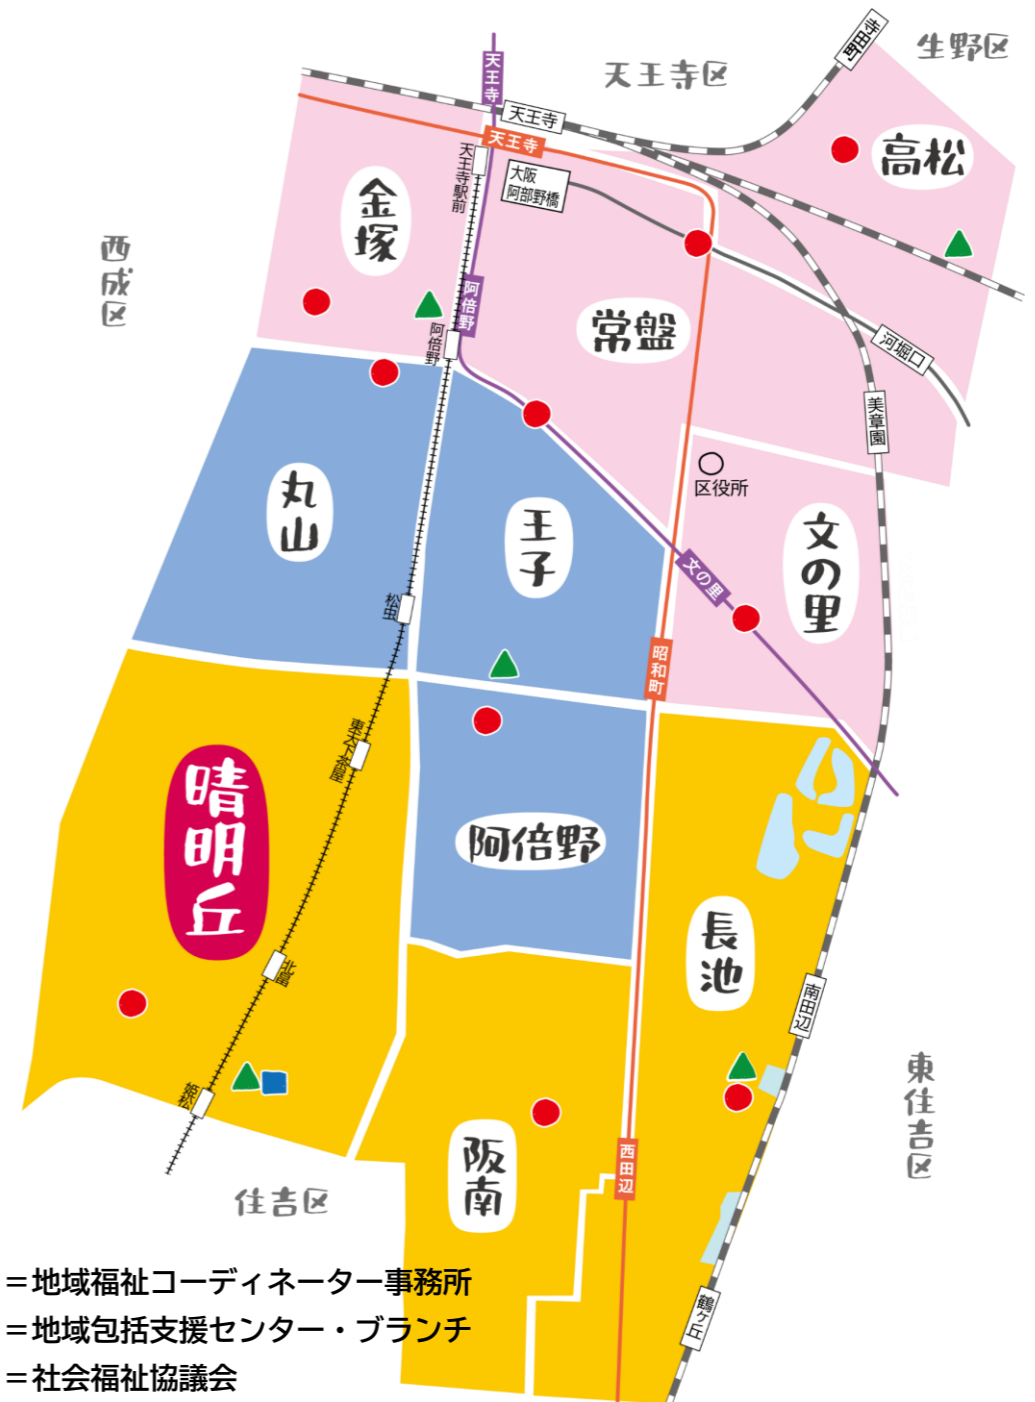 寺田町
生野区
天王寺区
天王寺
天王寺
天王寺
天王寺駅前
大阪
阿部野橋
高松
金塚
西成区
阿倍野
阿倍野
常盤
河堀口
美章園
区役所
丸山
王子
文の里
文の里
松虫
昭和町
東天下茶屋
晴明丘
阿倍野
長池
北畠
南田辺
姫松
東住吉区
阪南
西田辺
住吉区
鶴ヶ丘
=地域福祉コーディネーター事務所
=地域包括支援センター・ブランチ
=社会福祉協議会